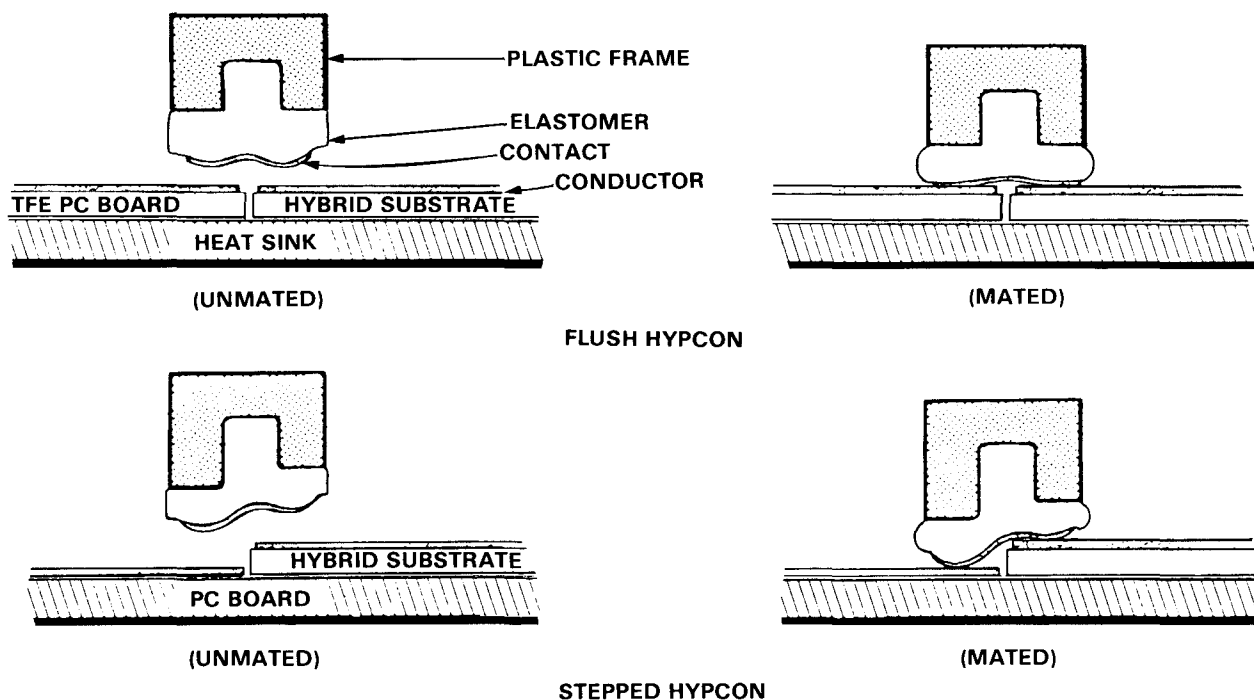 PLASTIC FRAME
ELASTOMER
CONTACT
CONDUCTOR
TFE PC BOARD
HYBRID SUBSTRATE
HEAT SINK
(UNMATED)
(MATED)
FLUSH HYPCON
HYBRID SUBSTRATE
PC BOARD
(UNMATED)
(MATED)
STEPPED HYPCON